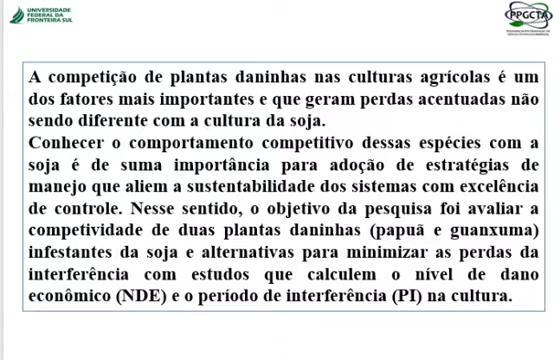 UNIVERSIDADE
FEDERAL DA
FRONTEIRA SUL
PPGCTA
A competição de plantas daninhas nas culturas agrícolas é um
dos fatores mais importantes e que geram perdas acentuadas não
sendo diferente com a cultura da soja.
Conhecer o comportamento competitivo dessas espécies com a
soja é de suma importância para adoção de estratégias de
manejo que aliem a sustentabilidade dos sistemas com excelência
de controle. Nesse sentido, o objetivo da pesquisa foi avaliar a
competividade de duas plantas daninhas (papuã e guanxuma)
infestantes da soja e alternativas para minimizar as perdas da
interferência com estudos que calculem o nível de dano
econômico (NDE) e o período de interferência (PI) na cultura.